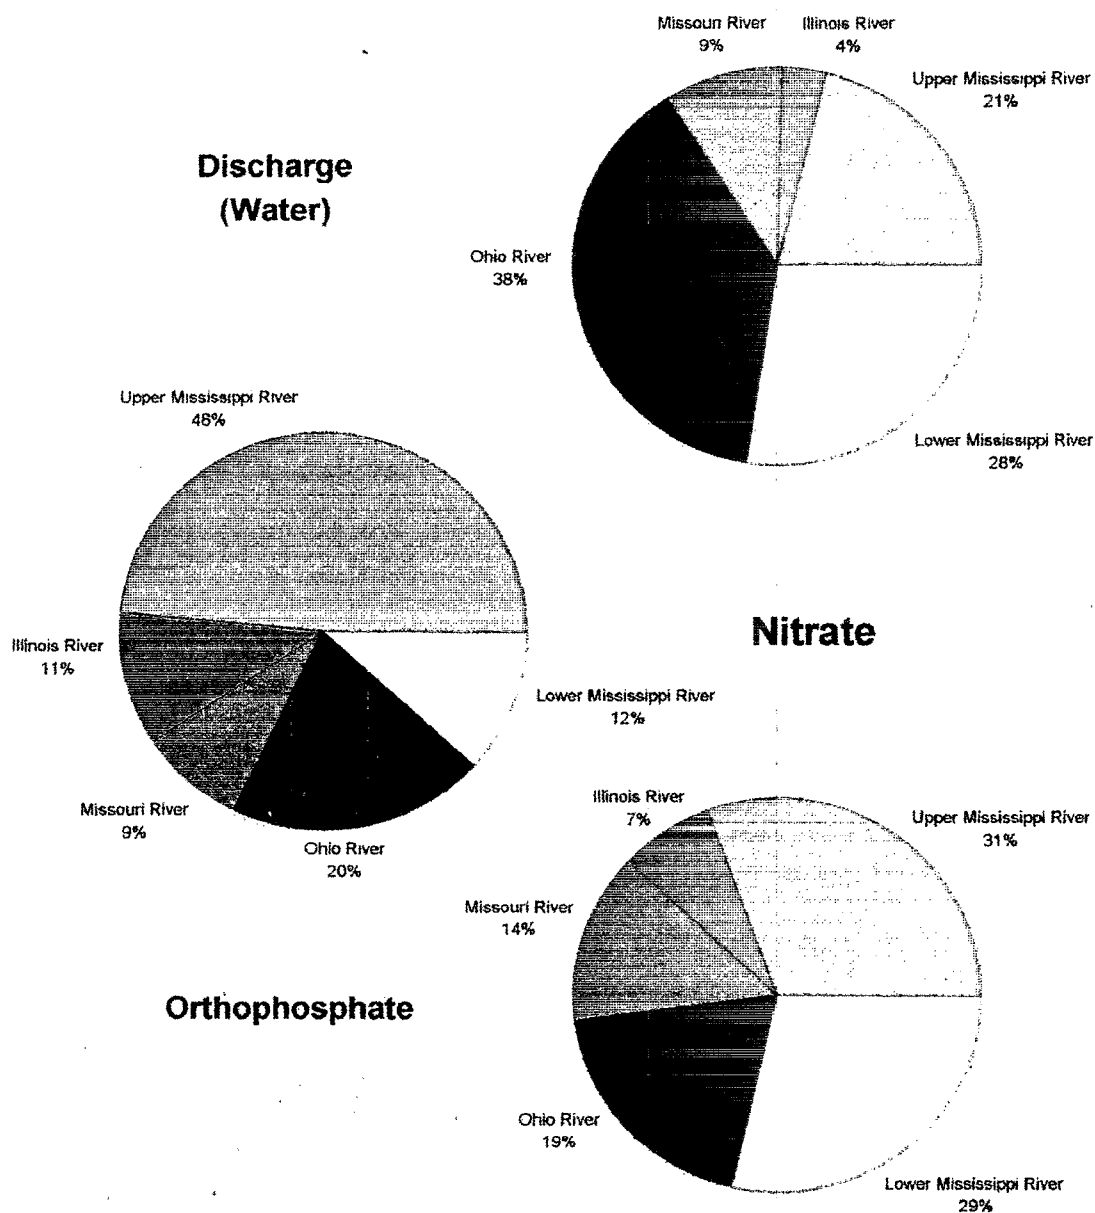 Missouri River
9%
Illinois River
4%
Upper Mississippi River
21%
Discharge
(Water)
Ohio River
38%
Lower Mississippi River
28%
Upper Mississippi River
48%
Illinois River
11%
Lower Mississippi River
12%
Missouri River
9%
Ohio River
20%
Orthophosphate
Nitrate
Illinois River
7%
Upper Mississippi River
31%
Missouri River
14%
Ohio River
19%
Lower Mississippi River
29%